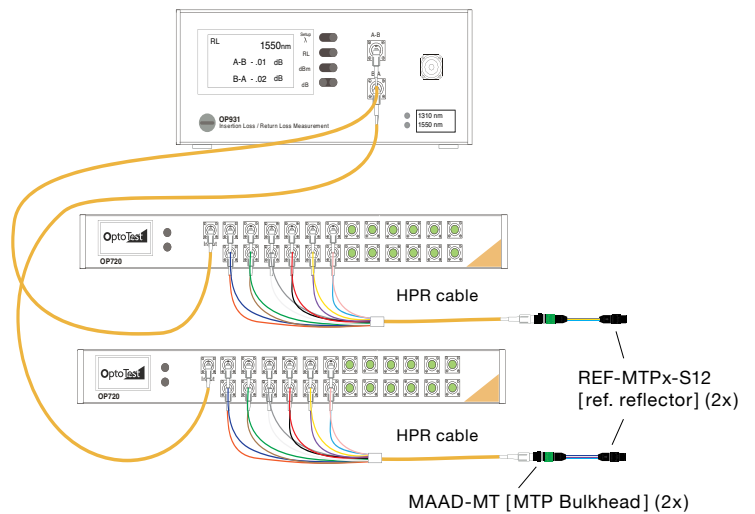 RL
1550nm
A-B - .01 dB
B-A - .02 dB
Setup
λ
RL
dBm
dB
A-B
B-A
OP931
Insertion Loss / Return Loss Measurement
1310 nm
1550 nm
OptoTest
OP720
HPR cable
OptoTest
OP720
HPR cable
REF-MTPx-S12
[ref. reflector] (2x)
MAAD-MT [MTP Bulkhead] (2x)